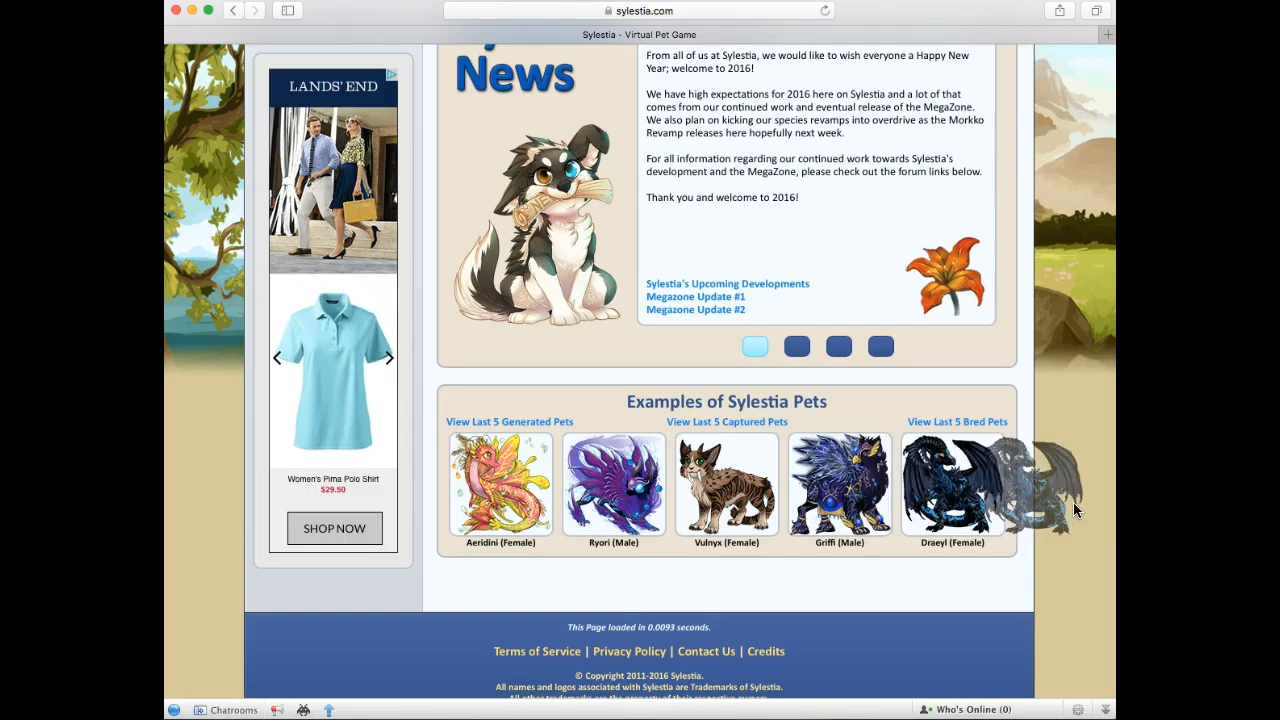 sylestia.com
Sylestia - Virtual Pet Game
LANDS' END
News
From all of us at Sylestia, we would like to wish everyone a Happy New
Year; welcome to 2016!
We have high expectations for 2016 here on Sylestia and a lot of that
comes from our continued work and eventual release of the MegaZone.
We also plan on kicking our species revamps into overdrive as the Morkko
Revamp releases here hopefully next week.
For all information regarding our continued work towards Sylestia's
development and the MegaZone, please check out the forum links below.
Thank you and welcome to 2016!
Sylestia's Upcoming Developments
Megazone Update #1
Megazone Update #2
Women's Pima Polo Shirt
$29.50
SHOP NOW
Examples of Sylestia Pets
View Last 5 Generated Pets
View Last 5 Captured Pets
View Last 5 Bred Pets
Aeridini (Female)
Ryori (Male)
Vulnyx (Female)
Griffi (Male)
Draeyl (Female)
This Page loaded in 0.0093 seconds.
Terms of Service | Privacy Policy | Contact Us | Credits
© Copyright 2011-2016 Sylestia.
All names and logos associated with Sylestia are Trademarks of Sylestia.
Chatrooms
Who's Online (0)